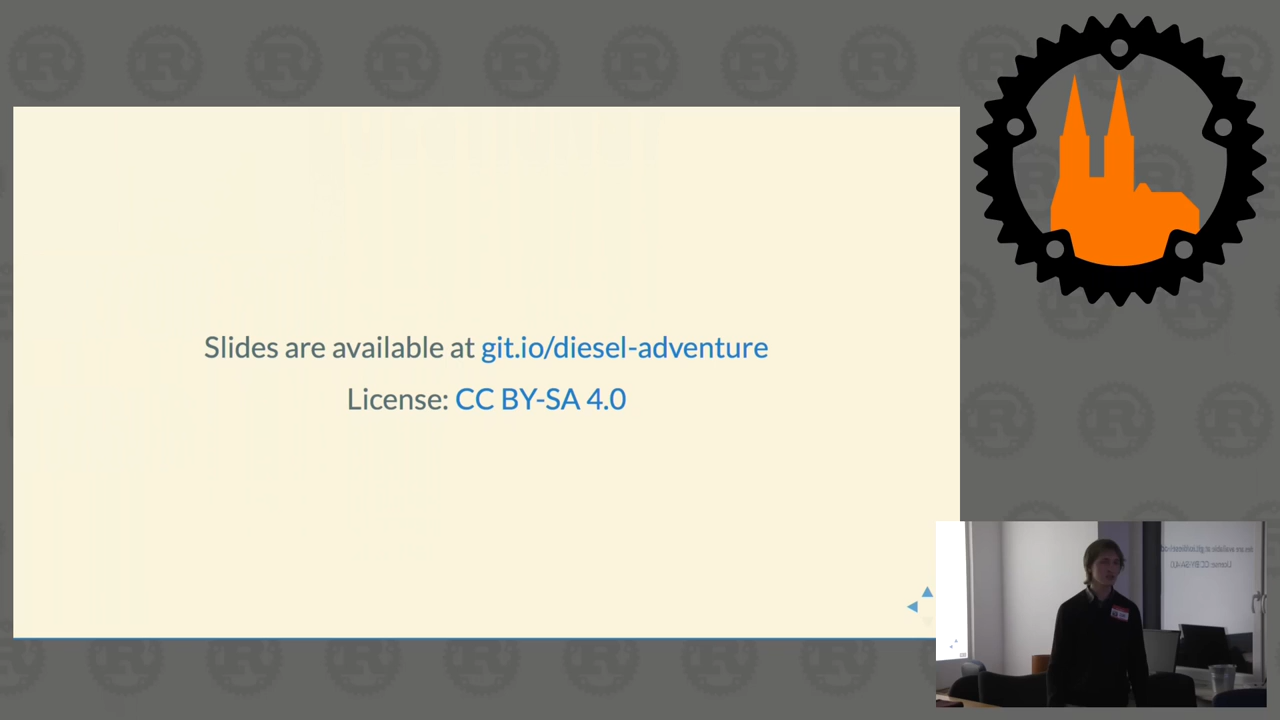 Slides are available at git.io/diesel-adventure
License: CC BY-SA 4.0